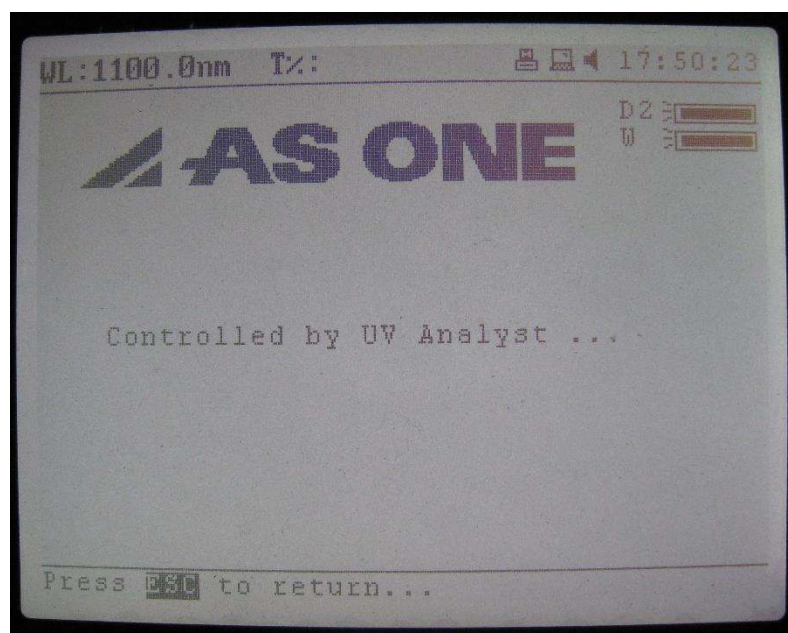 WL:1100.0nm T%: 17:50:23
D2
W
AS ONE
Controlled by UV Analyst ...
Press ESC to return...